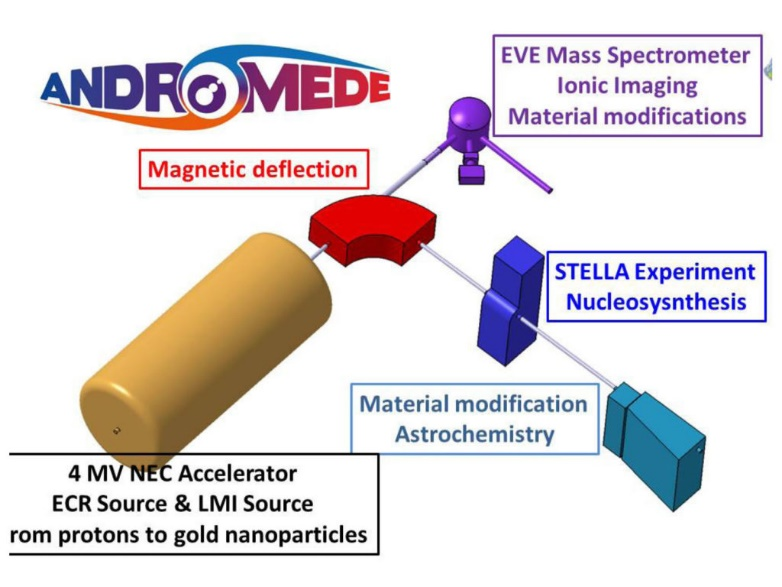 ANDROMEDE
EVE Mass Spectrometer
Ionic Imaging
Material modifications
Magnetic deflection
STELLA Experiment
Nucleosysnthesis
Material modification
Astrochemistry
4 MV NEC Accelerator
ECR Source & LMI Source
rom protons to gold nanoparticles